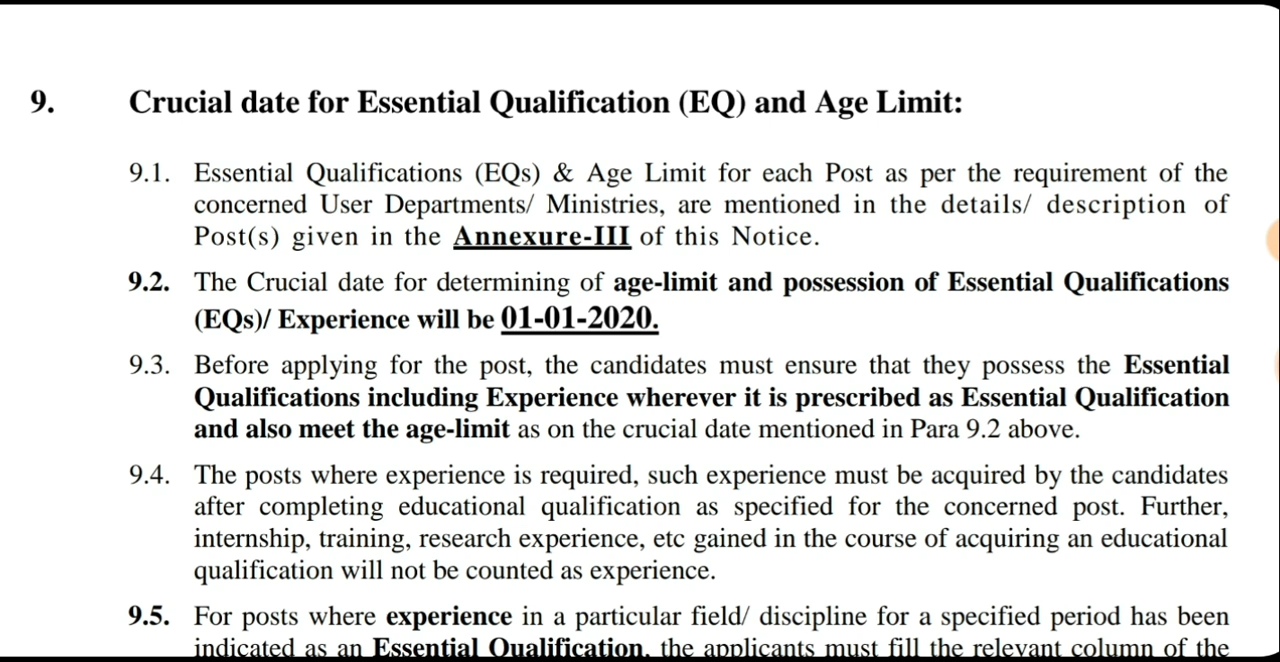 9. Crucial date for Essential Qualification (EQ) and Age Limit:
9.1. Essential Qualifications (EQs) & Age Limit for each Post as per the requirement of the
concerned User Departments/ Ministries, are mentioned in the details/ description of
Post(s) given in the Annexure-III of this Notice.
9.2. The Crucial date for determining of age-limit and possession of Essential Qualifications
(EQs)/ Experience will be 01-01-2020.
9.3. Before applying for the post, the candidates must ensure that they possess the Essential
Qualifications including Experience wherever it is prescribed as Essential Qualification
and also meet the age-limit as on the crucial date mentioned in Para 9.2 above.
9.4. The posts where experience is required, such experience must be acquired by the candidates
after completing educational qualification as specified for the concerned post. Further,
internship, training, research experience, etc gained in the course of acquiring an educational
qualification will not be counted as experience.
9.5. For posts where experience in a particular field/ discipline for a specified period has been
indicated as an Essential Qualification, the applicants must fill the relevant column of the